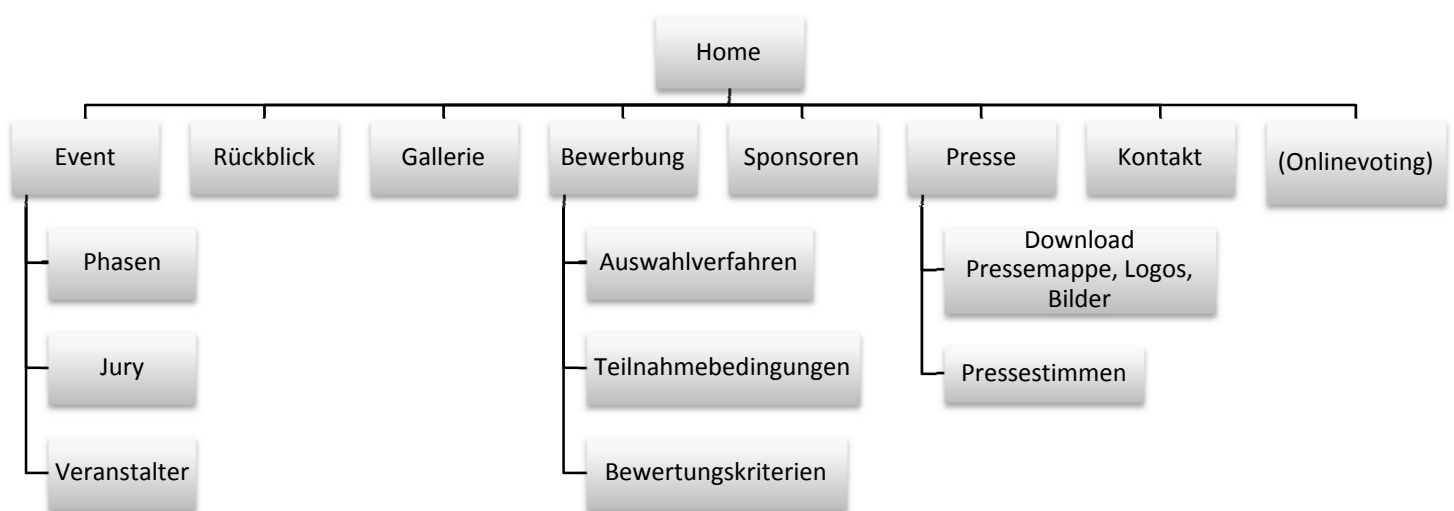 Home
Event
Rückblick
Gallerie
Bewerbung
Sponsoren
Presse
Kontakt
(Onlinevoting)
Phasen
Jury
Veranstalter
Auswahlverfahren
Teilnahmebedingungen
Bewertungskriterien
Download
Pressemappe, Logos,
Bilder
Pressestimmen